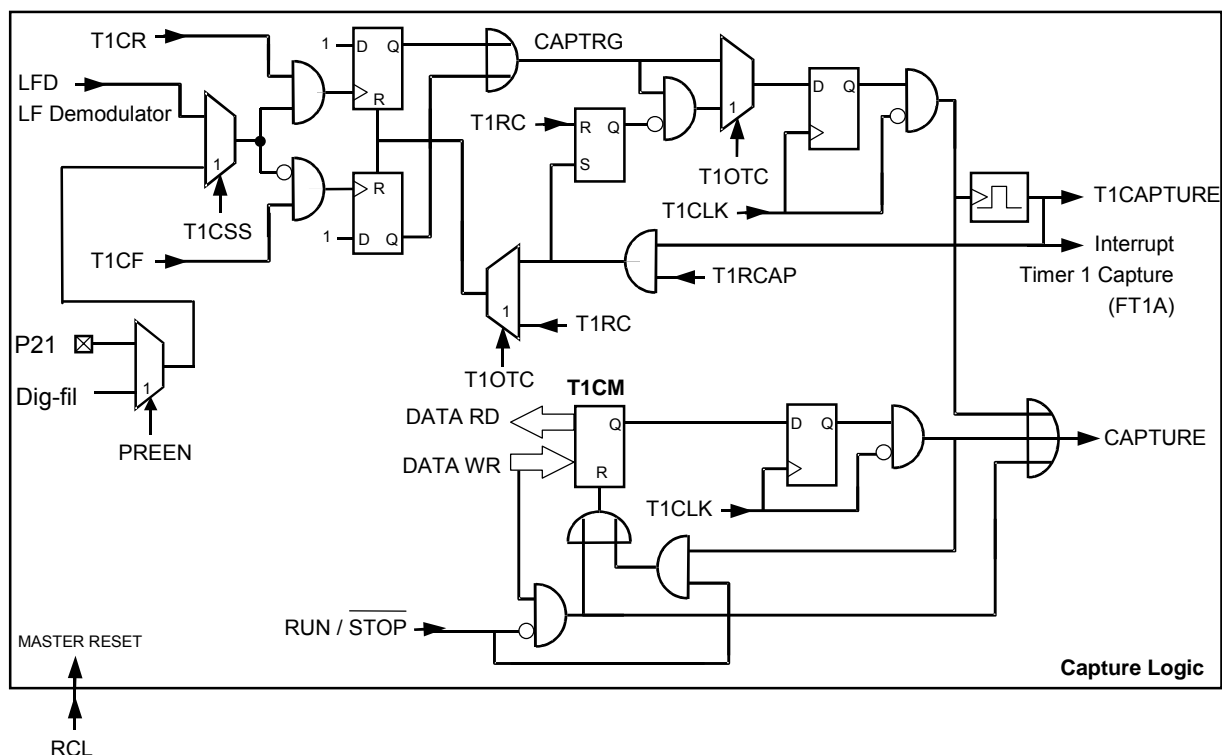 T1CR
1
D
Q
CAPTRG
LFD
LF Demodulator
R
1
T1CSS
T1RC
R
Q
S
1
T1OTC
D
Q
T1CLK
T1CAPTURE
Interrupt
Timer 1 Capture
(FT1A)
R
1
D
Q
T1CF
T1RCAP
1
T1RC
T1OTC
P21
Dig-fil
1
PREEN
T1CM
DATA RD
DATA WR
Q
R
D
Q
T1CLK
CAPTURE
RUN / STOP
MASTER RESET
Capture Logic
RCL